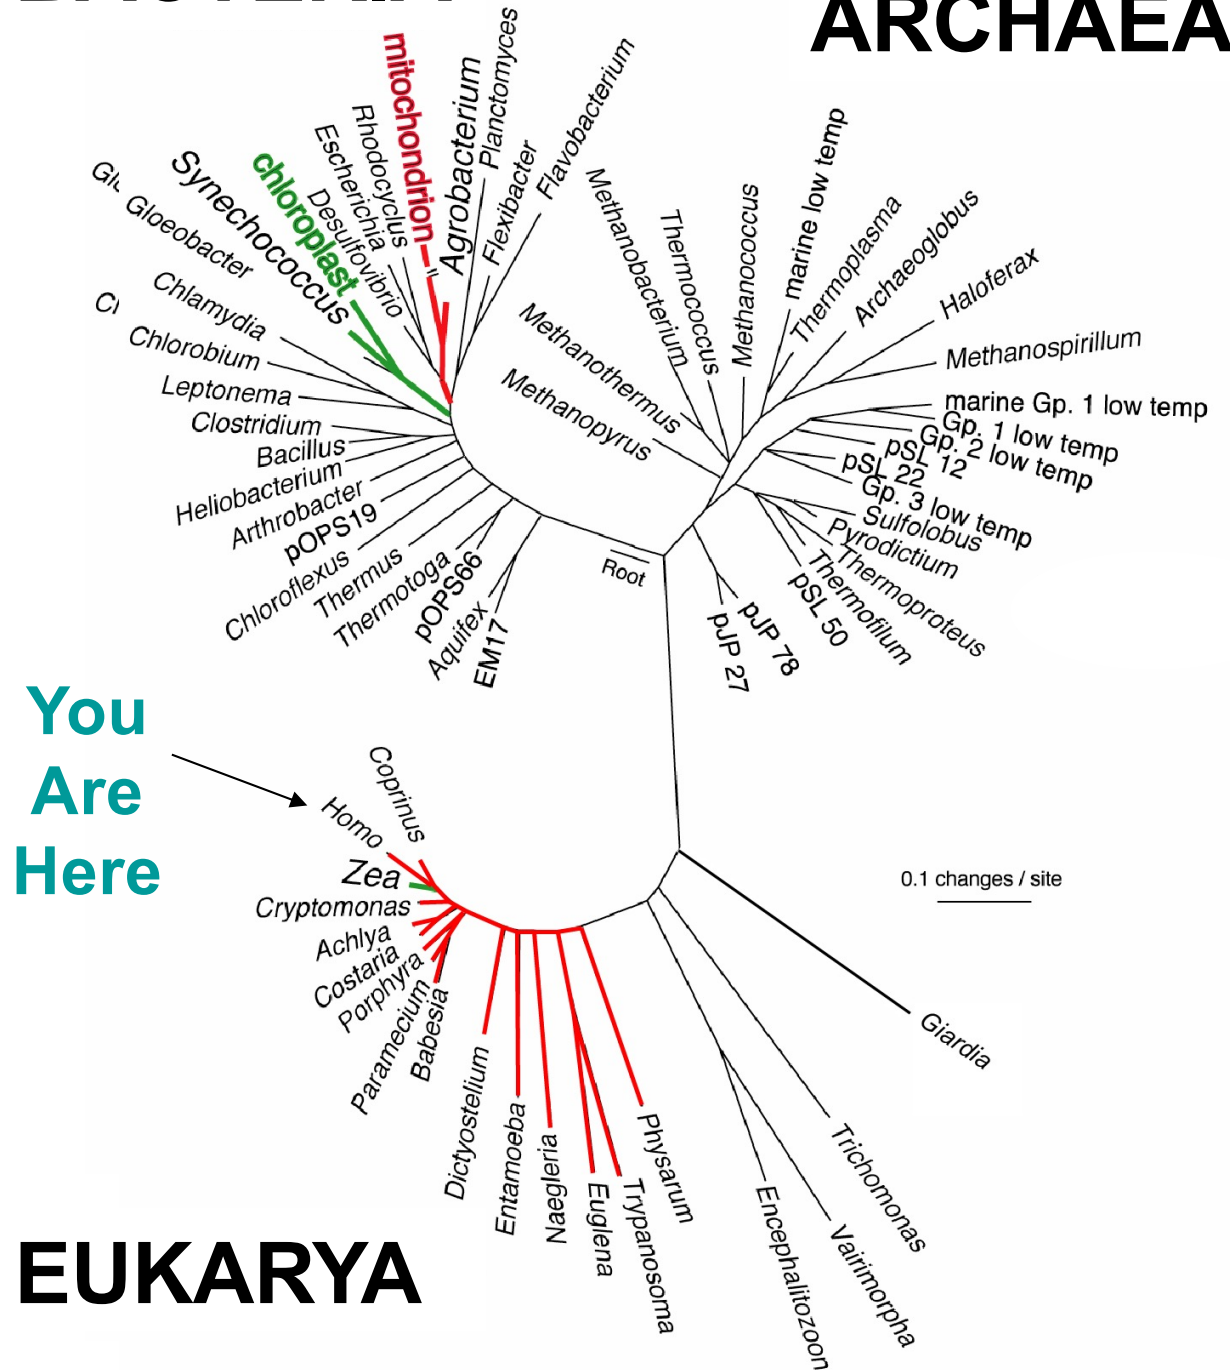 ARCHAEA
mitochondrion
Agrobacterium
Planctomyces
Flexibacter
Flavobacterium
Rhodocyclus
Escherichia
Desulfovibrio
chloroplast
Synechococcus
Gloeobacter
Chlamydia
Chlorobium
Leptonema
Clostridium
Bacillus
Heliobacterium
Arthrobacter
pOPS19
Chloroflexus
Thermus
Thermotoga
pOPS66
Aquifex
EM17
Root
Methanopyrus
Methanothermus
Methanobacterium
Thermococcus
Methanococcus
marine low temp
Thermoplasma
Archaeoglobus
Haloferax
Methanospirillum
marine Gp. 1 low temp
Gp. 1 low temp
Gp. 2 low temp
pSL 12
pSL 22
Gp. 3 low temp
Sulfolobus
Pyrodictium
Thermoproteus
Thermofilum
pSL 50
pJP 78
pJP 27
You
Are
Here
Coprinus
Homo
Zea
Cryptomonas
Achlya
Costaria
Porphyra
Paramecium
Babesia
Dictyostelium
Entamoeba
Naegleria
Euglena
Trypanosoma
Physarum
Encephalitozoon
Vairimorpha
Trichomonas
Giardia
0.1 changes / site
EUKARYA